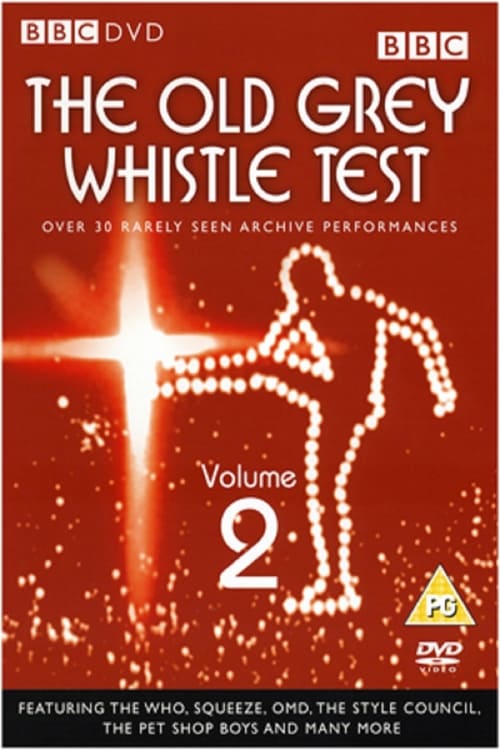 BBC DVD
BBC
THE OLD GREY
WHISTLE TEST
OVER 30 RARELY SEEN ARCHIVE PERFORMANCES
Volume
2
PG
DVD
VIDEO
FEATURING THE WHO, SQUEEZE, OMD, THE STYLE COUNCIL,
THE PET SHOP BOYS AND MANY MORE